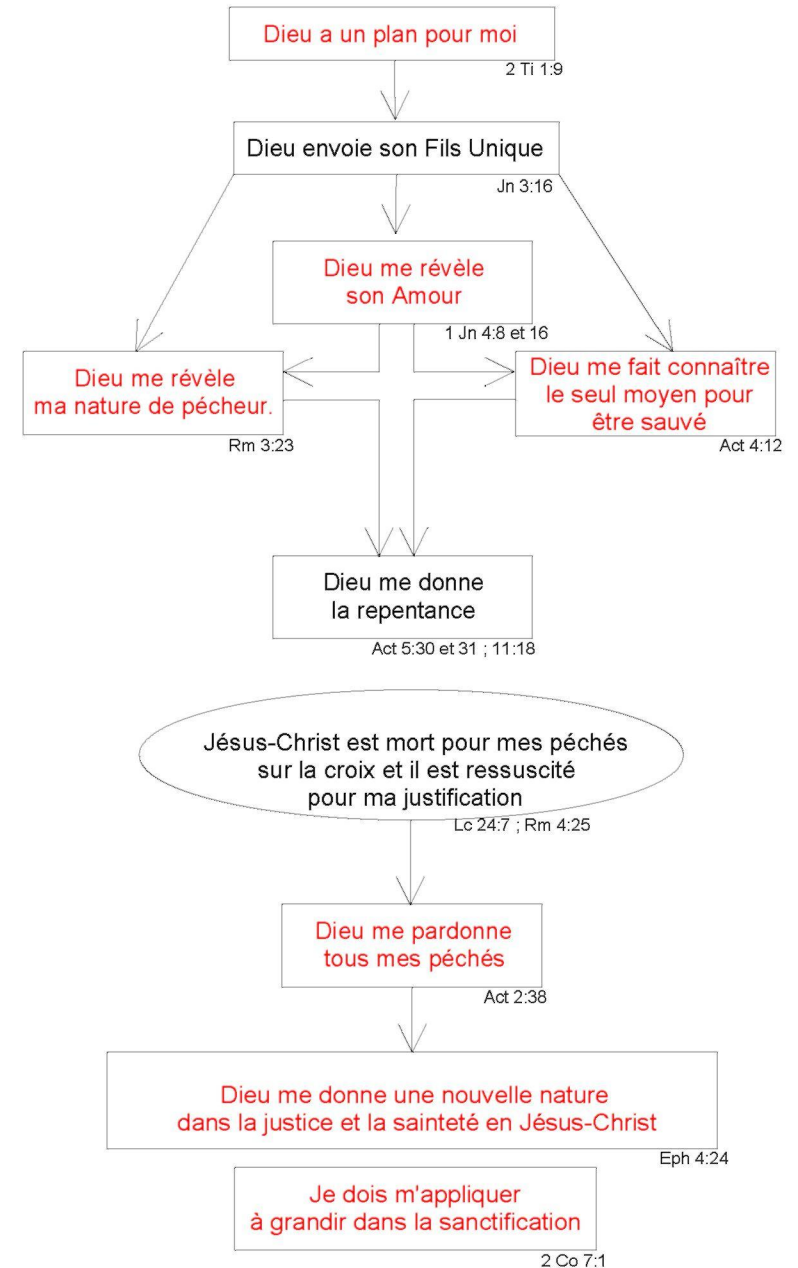 Dieu a un plan pour moi
2 Ti 1:9
Dieu envoie son Fils Unique
Jn 3:16
Dieu me révèle
son Amour
1 Jn 4:8 et 16
Dieu me révèle
ma nature de pécheur.
Rm 3:23
Dieu me fait connaître
le seul moyen pour
être sauvé
Act 4:12
Dieu me donne
la repentance
Act 5:30 et 31 ; 11:18
Jésus-Christ est mort pour mes péchés
sur la croix et il est ressuscité
pour ma justification
Lc 24:7 ; Rm 4:25
Dieu me pardonne
tous mes péchés
Act 2:38
Dieu me donne une nouvelle nature
dans la justice et la sainteté en Jésus-Christ
Eph 4:24
Je dois m'appliquer
à grandir dans la sanctification
2 Co 7:1